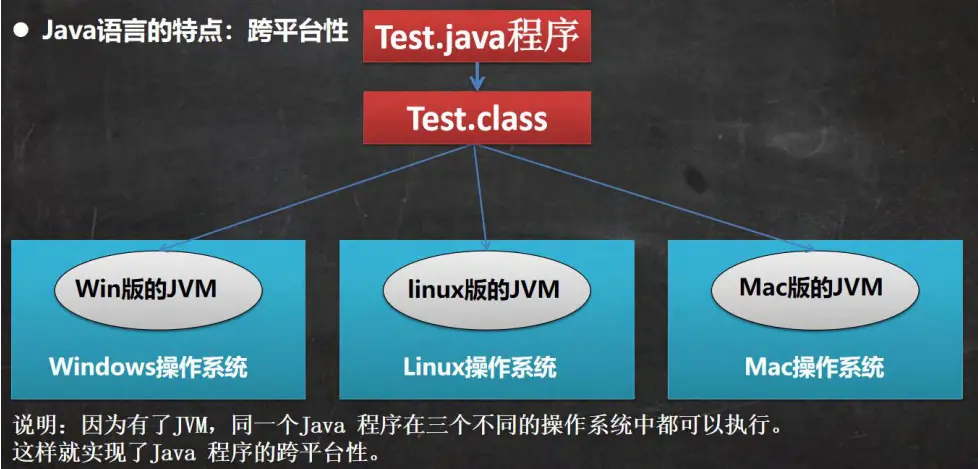 ● Java语言的特点：跨平台性
Test.java程序
Test.class
Win版的JVM
linux版的JVM
Mac版的JVM
Windows操作系统
Linux操作系统
Mac操作系统
说明：因为有了JVM，同一个Java 程序在三个不同的操作系统中都可以执行。
这样就实现了Java 程序的跨平台性。